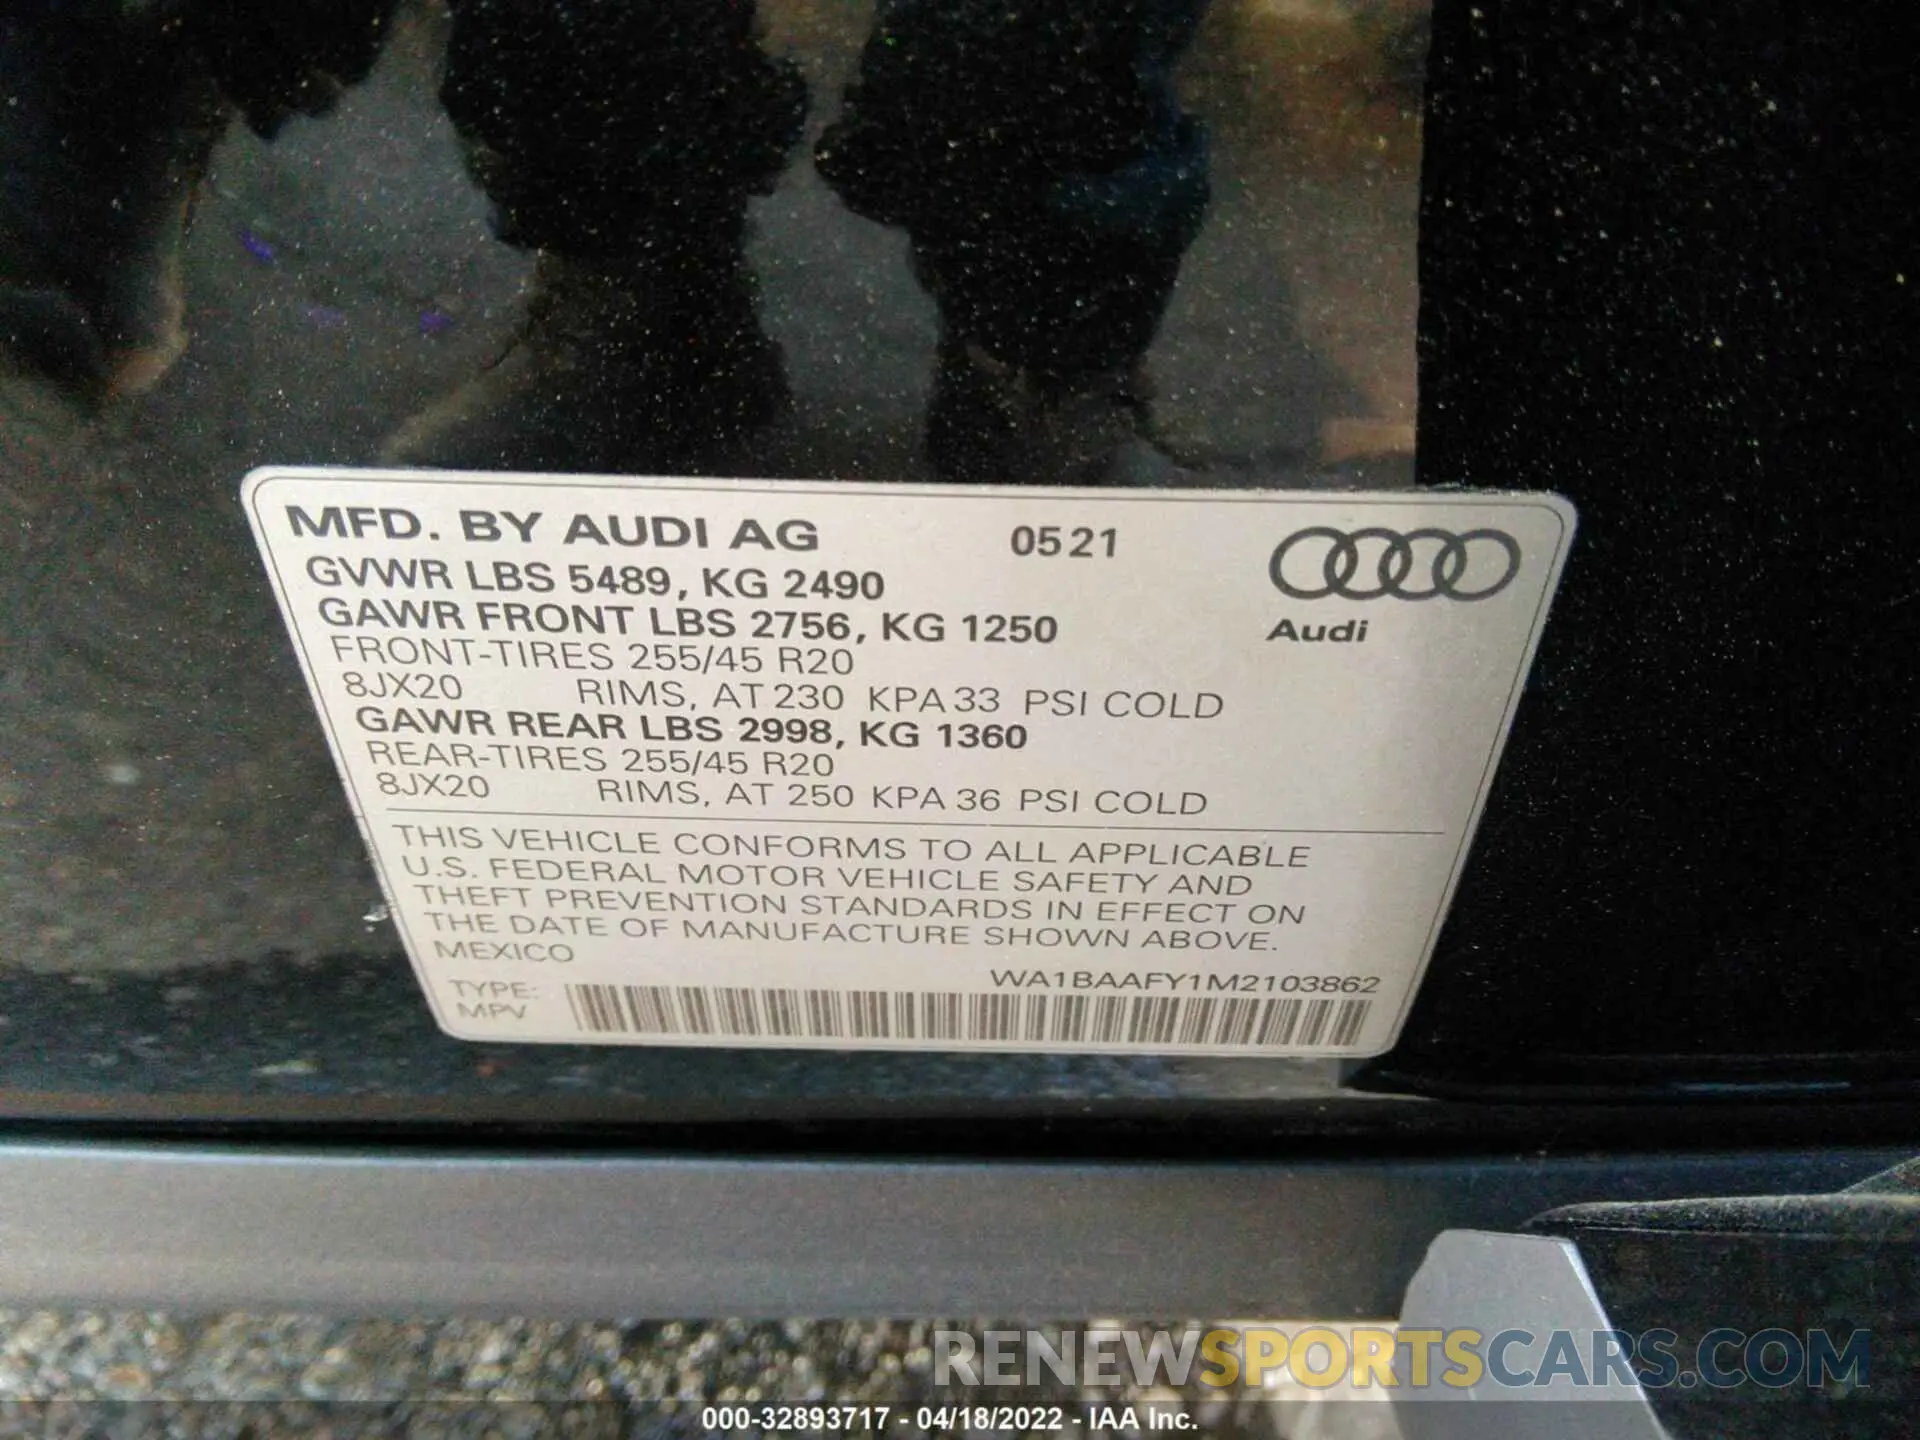 MFD. BY AUDI AG 0521
GVWR LBS 5489, KG 2490
GAWR FRONT LBS 2756, KG 1250
Audi
FRONT-TIRES 255/45 R20
8JX20 RIMS, AT 230 KPA 33 PSI COLD
GAWR REAR LBS 2998, KG 1360
REAR-TIRES 255/45 R20
8JX20 RIMS, AT 250 KPA 36 PSI COLD
THIS VEHICLE CONFORMS TO ALL APPLICABLE
U.S. FEDERAL MOTOR VEHICLE SAFETY AND
THEFT PREVENTION STANDARDS IN EFFECT ON
THE DATE OF MANUFACTURE SHOWN ABOVE.
MEXICO
WA1BAAFY1M2103862
TYPE:
MPV
RENEWSPORTSCARS.COM
000-32893717 - 04/18/2022 - IAA Inc.